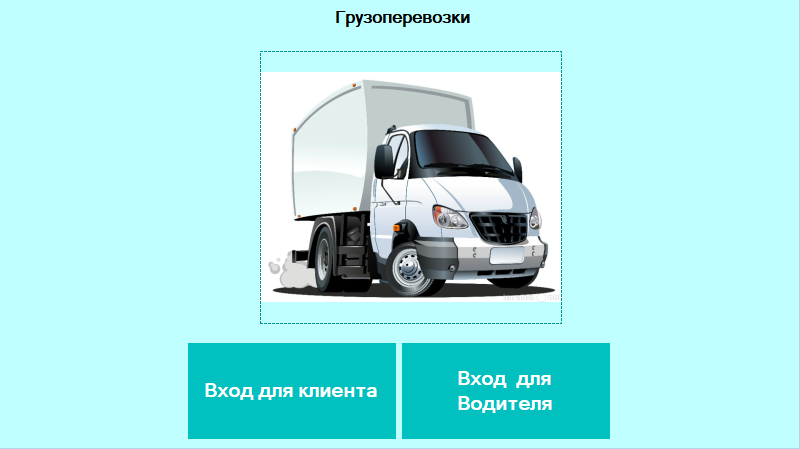 Грузоперевозки
Вход для клиента
Вход для
Водителя